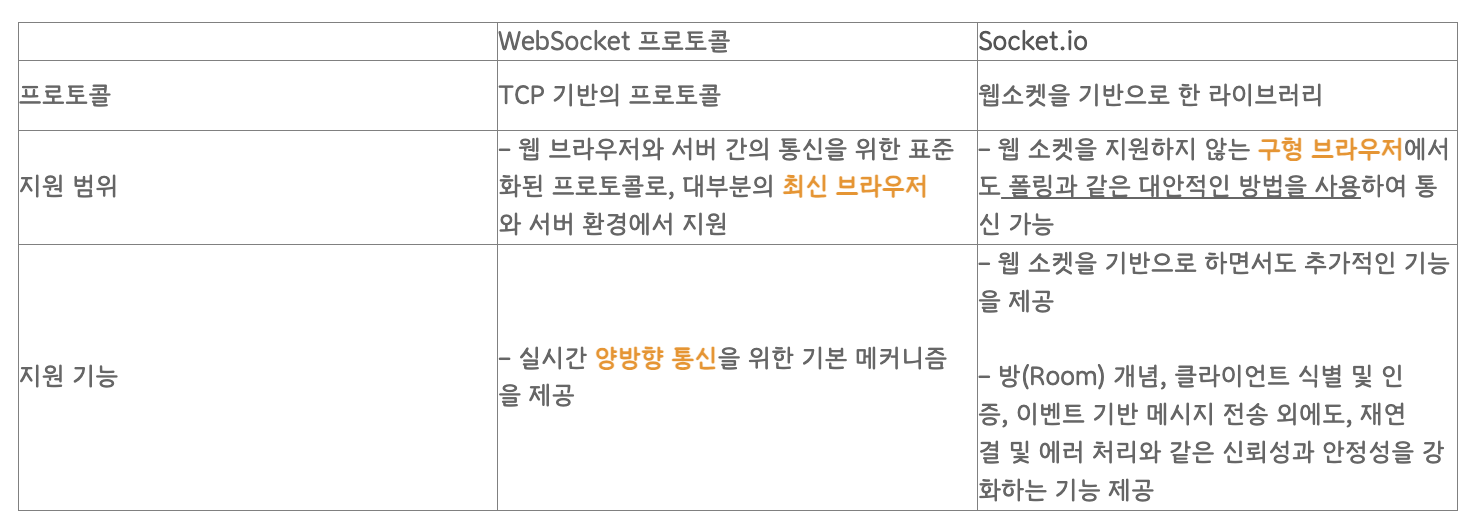 WebSocket 프로토콜
Socket.io
프로토콜
TCP 기반의 프로토콜
웹소켓을 기반으로 한 라이브러리
지원 범위
– 웹 브라우저와 서버 간의 통신을 위한 표준
화된 프로토콜로, 대부분의 최신 브라우저
와 서버 환경에서 지원
– 웹 소켓을 지원하지 않는 구형 브라우저에서
도 폴링과 같은 대안적인 방법을 사용하여 통
신 가능
지원 기능
– 실시간 양방향 통신을 위한 기본 메커니즘
을 제공
– 웹 소켓을 기반으로 하면서도 추가적인 기능
을 제공
– 방(Room) 개념, 클라이언트 식별 및 인
증, 이벤트 기반 메시지 전송 외에도, 재연
결 및 에러 처리와 같은 신뢰성과 안정성을 강
화하는 기능 제공